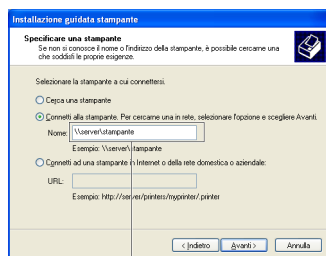 Installazione guidata stampante
Specificare una stampante
Se non si conosce il nome o l'indirizzo della stampante, è possibile cercarne una
che soddisfi le proprie esigenze.
Selezionare la stampante a cui connettersi.
Cerca una stampante
Connetti alla stampante. Per cercarne una in rete, selezionare l'opzione e scegliere Avanti.
Nome: \\server\stampante
Esempio: \\server\stampante
Connetti ad una stampante in Internet o della rete domestica o aziendale:
URL:
Esempio: http://server/printers/myprinter/.printer
< Indietro
Avanti >
Annulla